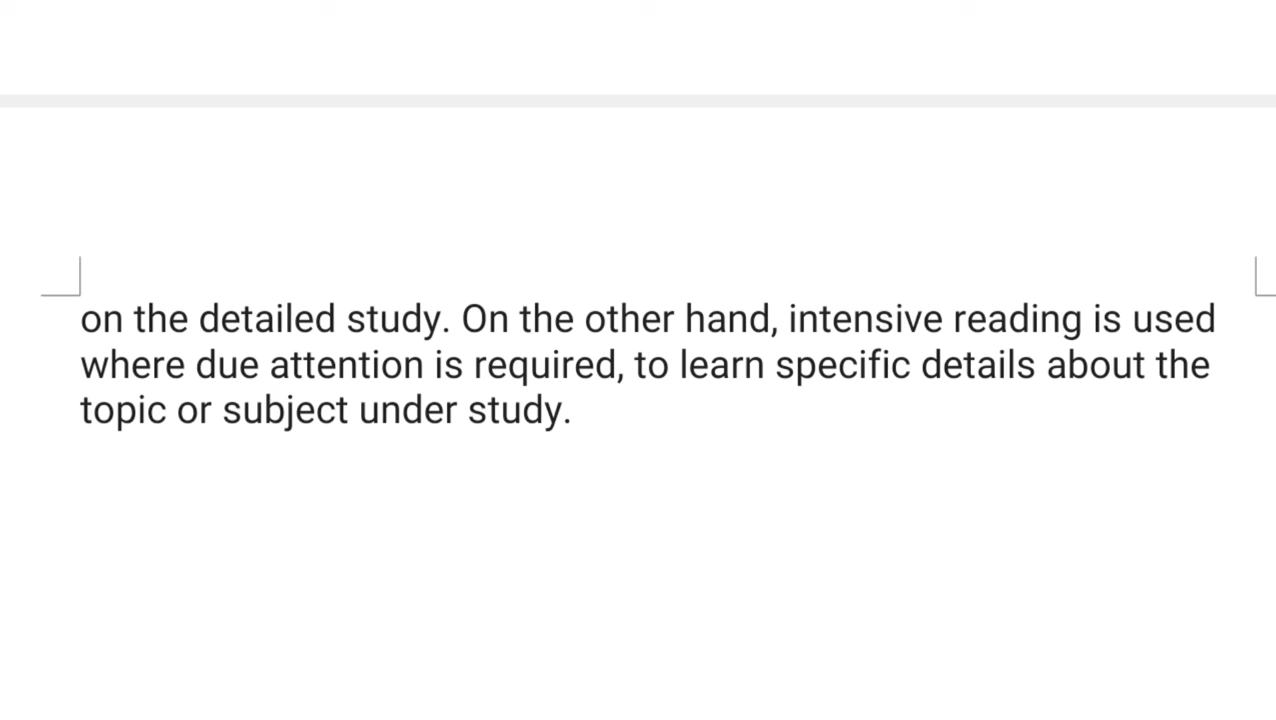 on the detailed study. On the other hand, intensive reading is used
where due attention is required, to learn specific details about the
topic or subject under study.